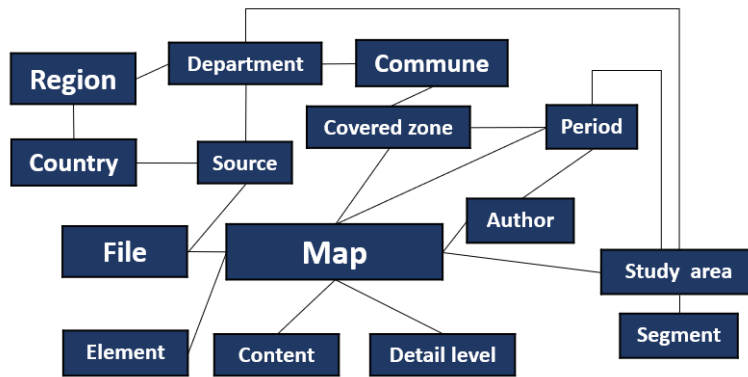 Department
Commune
Region
Covered zone
Period
Country
Source
Author
File
Map
Study area
Segment
Element
Content
Detail level